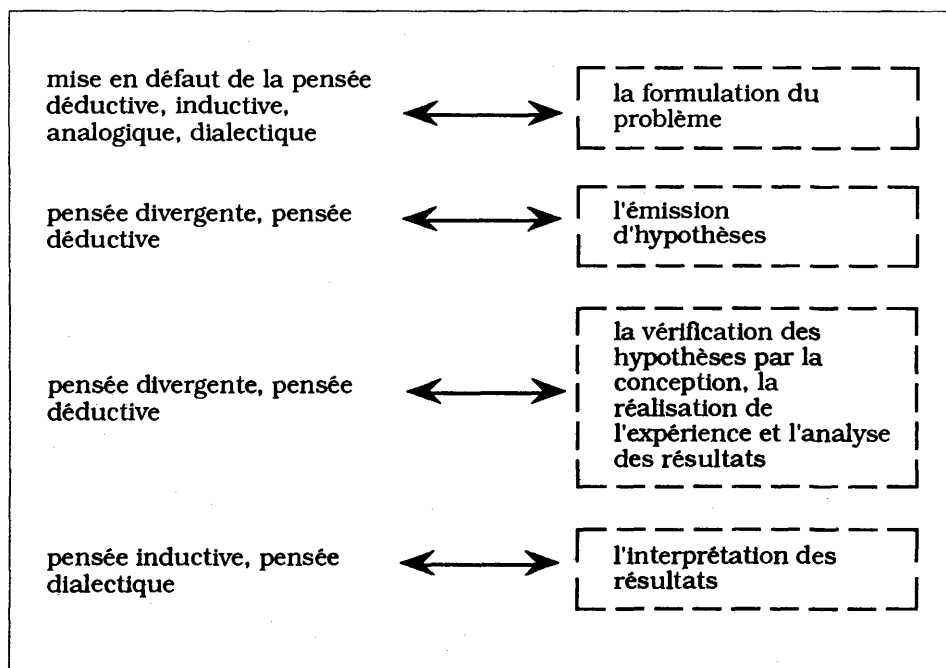 mise en défaut de la pensée
déductive, inductive,
analogique, dialectique
la formulation du
problème
pensée divergente, pensée
déductive
l'émission
d'hypothèses
pensée divergente, pensée
déductive
la vérification des
hypothèses par la
conception, la
réalisation de
l'expérience et l'analyse
des résultats
pensée inductive, pensée
dialectique
l'interprétation des
résultats